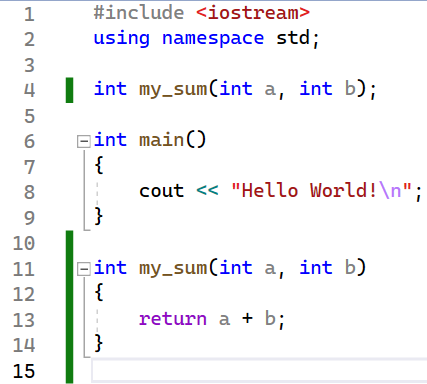 1 #include <iostream>
2 using namespace std;
3
4 int my_sum(int a, int b);
5
6 int main()
7 {
8     cout << "Hello World!\n";
9 }
10
11 int my_sum(int a, int b)
12 {
13     return a + b;
14 }
15